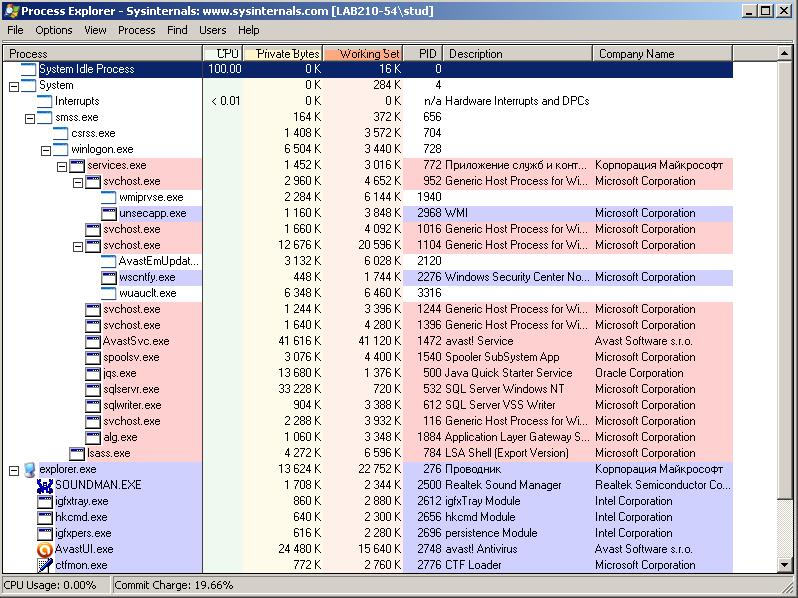 Process Explorer - Sysinternals: www.sysinternals.com [LAB210-54\stud]
File Options View Process Find Users Help
Process CPU Private Bytes Working Set PID Description Company Name
System Idle Process 100.00 0 K 16 K 0
System 0 K 284 K 4
Interrupts < 0.01 0 K 0 K n/a Hardware Interrupts and DPCs
smss.exe 164 K 372 K 656
csrss.exe 1 408 K 3 572 K 704
winlogon.exe 6 504 K 3 440 K 728
services.exe 1 452 K 3 016 K 772 Приложение служб и конт... Корпорация Майкрософт
svchost.exe 2 960 K 4 652 K 952 Generic Host Process for Wi... Microsoft Corporation
wmiprvse.exe 2 284 K 6 144 K 1940
unsecapp.exe 1 160 K 3 848 K 2968 WMI Microsoft Corporation
svchost.exe 1 660 K 4 092 K 1016 Generic Host Process for Wi... Microsoft Corporation
svchost.exe 12 676 K 20 596 K 1104 Generic Host Process for Wi... Microsoft Corporation
AvastEmUpdat... 3 132 K 6 028 K 2120
wscntfy.exe 448 K 1 744 K 2276 Windows Security Center No... Microsoft Corporation
wuauclt.exe 6 348 K 6 460 K 3316
svchost.exe 1 244 K 3 396 K 1244 Generic Host Process for Wi... Microsoft Corporation
svchost.exe 1 640 K 4 280 K 1396 Generic Host Process for Wi... Microsoft Corporation
AvastSvc.exe 41 616 K 41 120 K 1472 avast! Service Avast Software s.r.o.
spoolsv.exe 3 076 K 4 400 K 1540 Spooler SubSystem App Microsoft Corporation
jqs.exe 13 680 K 1 376 K 500 Java Quick Starter Service Oracle Corporation
sqlservr.exe 33 228 K 720 K 532 SQL Server Windows NT Microsoft Corporation
sqlwriter.exe 904 K 3 388 K 612 SQL Server VSS Writer Microsoft Corporation
svchost.exe 2 288 K 3 932 K 116 Generic Host Process for Wi... Microsoft Corporation
alg.exe 1 060 K 3 348 K 1884 Application Layer Gateway S... Microsoft Corporation
lsass.exe 4 272 K 6 596 K 784 LSA Shell (Export Version) Microsoft Corporation
explorer.exe 13 624 K 22 752 K 276 Проводник Корпорация Майкрософт
SOUNDMAN.EXE 1 708 K 2 344 K 2500 Realtek Sound Manager Realtek Semiconductor Co...
igfxtray.exe 860 K 2 880 K 2612 igfxTray Module Intel Corporation
hkcmd.exe 640 K 2 300 K 2656 hkcmd Module Intel Corporation
igfxpers.exe 616 K 2 280 K 2696 persistence Module Intel Corporation
AvastUI.exe 24 480 K 15 640 K 2748 avast! Antivirus Avast Software s.r.o.
ctfmon.exe 772 K 2 760 K 2776 CTF Loader Microsoft Corporation
CPU Usage: 0.00% Commit Charge: 19.66%